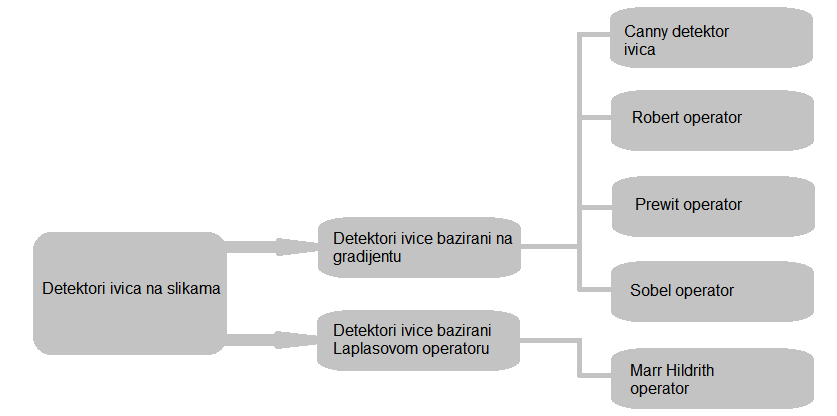 Detektori ivica na slikama
Detektori ivice bazirani na
gradijentu
Detektori ivice bazirani
Laplasovom operatoru
Canny detektor
ivica
Robert operator
Prewit operator
Sobel operator
Marr Hildrith
operator